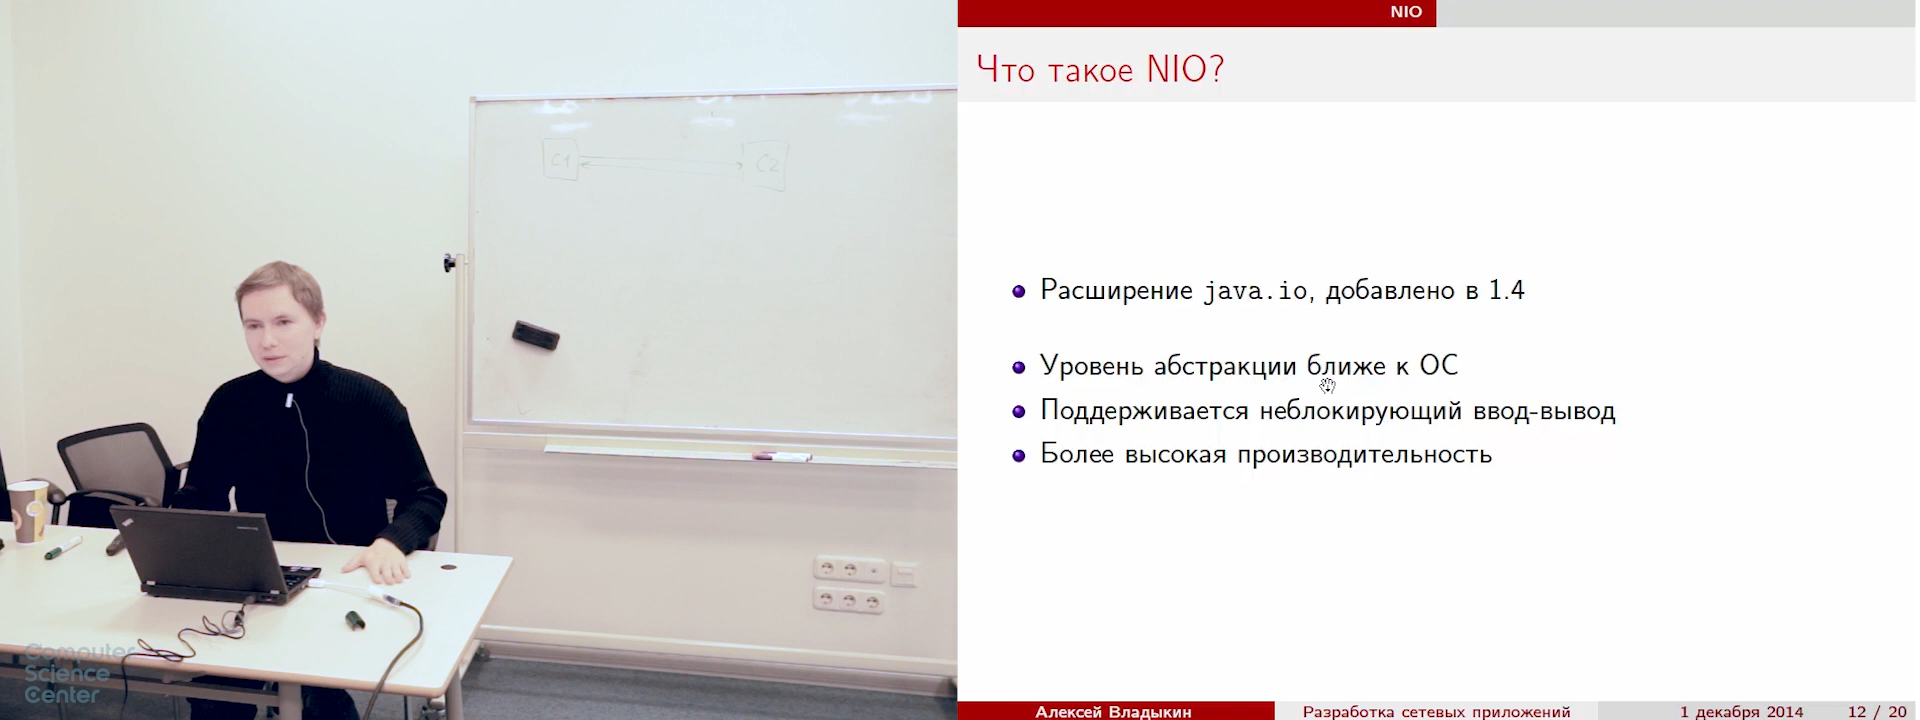 C1
C2
Computer
Science
Center
NIO
Что такое NIO?
Расширение java.io, добавлено в 1.4
Уровень абстракции ближе к ОС
Поддерживается неблокирующий ввод-вывод
Более высокая производительность
Алексей Владыкин
Разработка сетевых приложений
1 декабря 2014
12 / 20